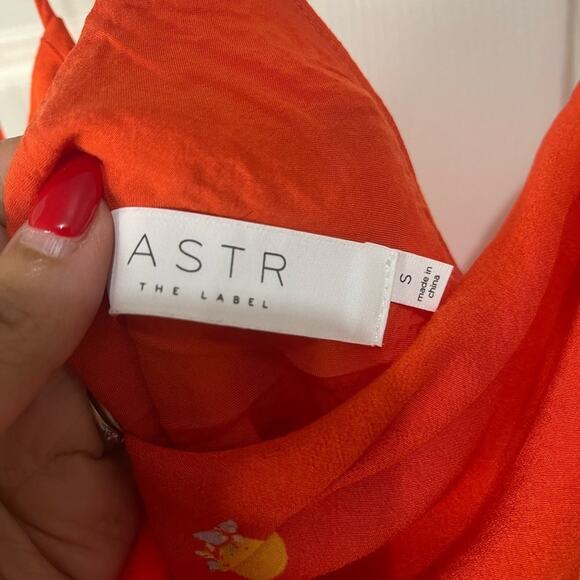 ASTR
THE LABEL
S
made in
china